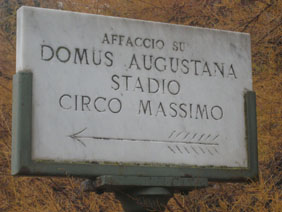 AFFACCIO SU
DOMUS AUGUSTANA
STADIO
CIRCO MASSIMO